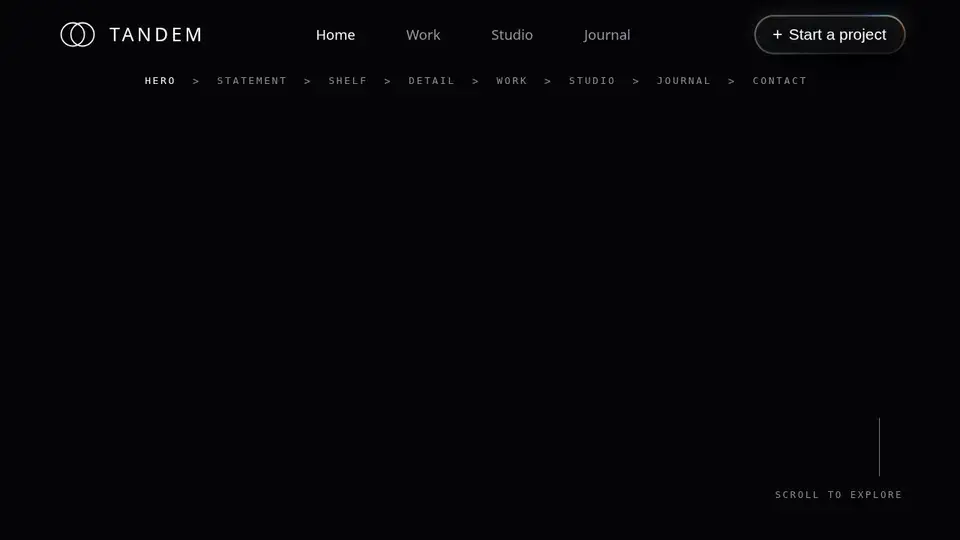 TANDEM Home Work Studio Journal + Start a project
HERO > STATEMENT > SHELF > DETAIL > WORK > STUDIO > JOURNAL > CONTACT
SCROLL TO EXPLORE